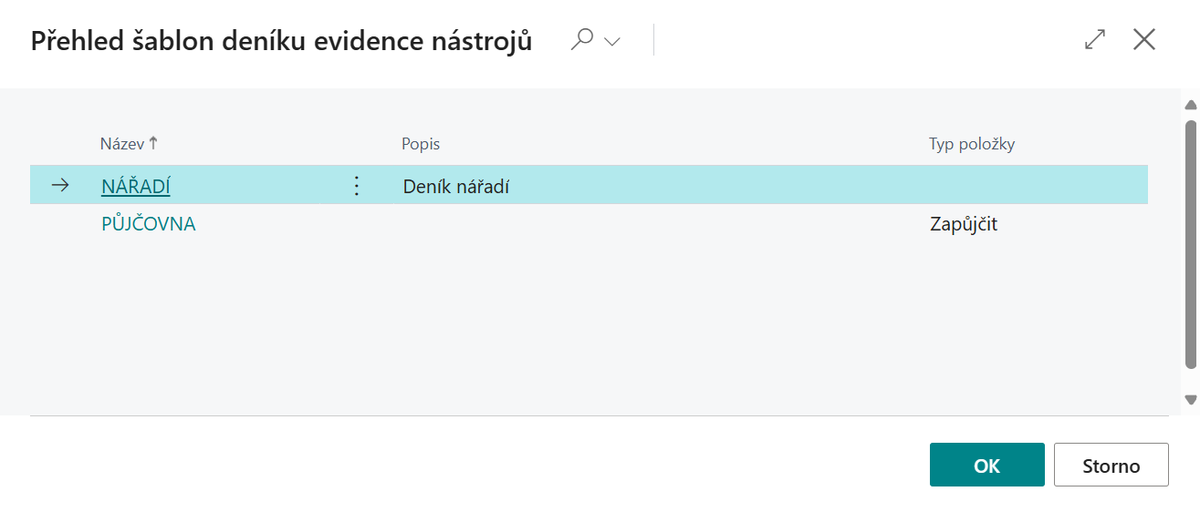 Přehled šablon deníku evidence nástrojů
Název ↑ Popis Typ položky
NÁŘADÍ Deník nářadí
PŮJČOVNA Zapůjčit
OK Storno